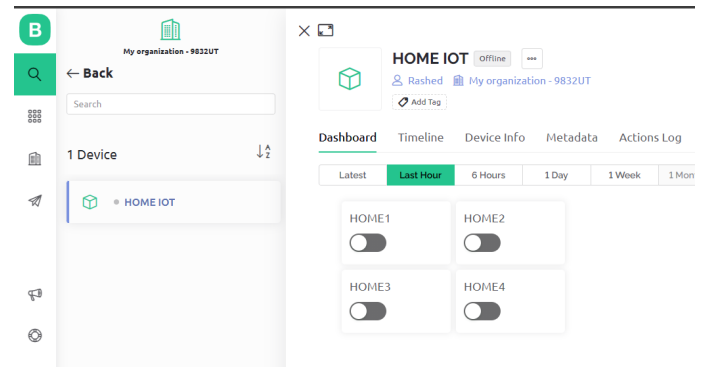 B
My organization - 9832UT
← Back
Search
1 Device
A
Z
HOME IOT
HOME IOT Offline
Rashed My organization - 9832UT
Add Tag
Dashboard Timeline Device Info Metadata Actions Log
Latest Last Hour 6 Hours 1 Day 1 Week 1 Mon
HOME1 HOME2
HOME3 HOME4